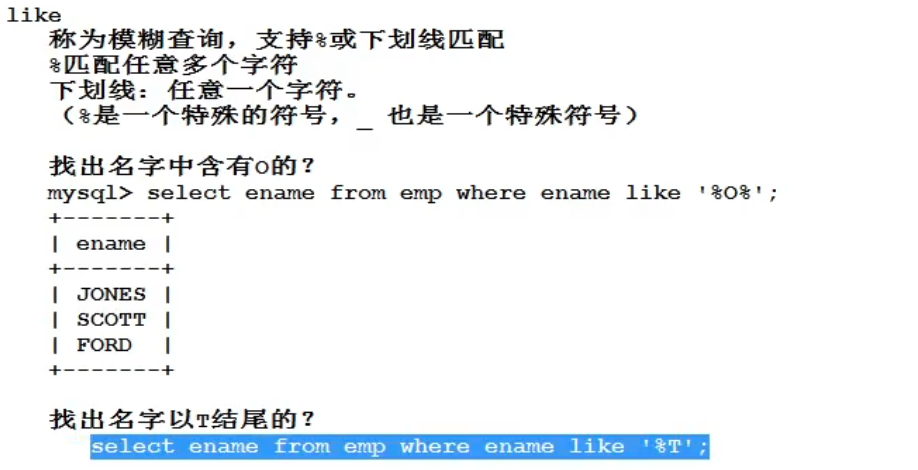 like
称为模糊查询，支持%或下划线匹配
%匹配任意多个字符
下划线：任意一个字符。
（%是一个特殊的符号，_ 也是一个特殊符号）
找出名字中含有O的？
mysql> select ename from emp where ename like '%O%';
+-------+
| ename |
+-------+
| JONES |
| SCOTT |
| FORD  |
+-------+
找出名字以T结尾的？
select ename from emp where ename like '%T';